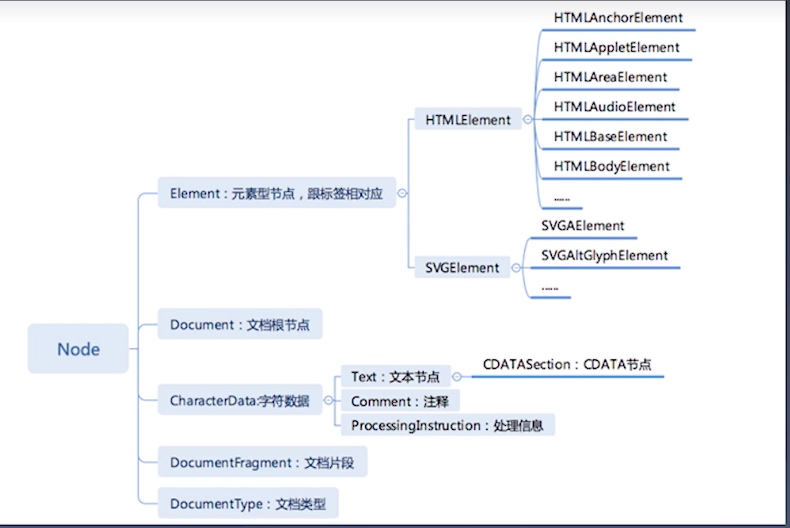 Node
Element：元素型节点，跟标签相对应
HTMLElement
HTMLAnchorElement
HTMLAppletElement
HTMLAreaElement
HTMLAudioElement
HTMLBaseElement
HTMLBodyElement
......
SVGElement
SVGAElement
SVGAltGlyphElement
......
Document：文档根节点
CharacterData:字符数据
Text：文本节点
CDATASection：CDATA节点
Comment：注释
ProcessingInstruction：处理信息
DocumentFragment：文档片段
DocumentType：文档类型